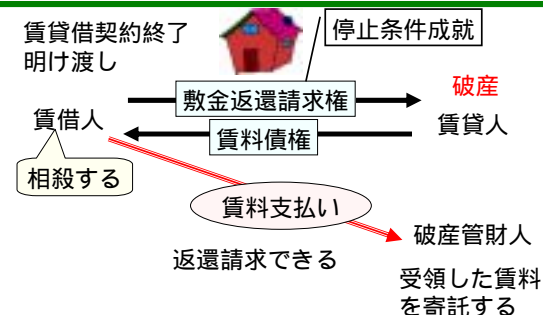 賃貸借契約終了
明け渡し
停止条件成就
敷金返還請求権
破産
賃借人
賃貸人
賃料債権
相殺する
賃料支払い
破産管財人
返還請求できる
受領した賃料
を寄託する